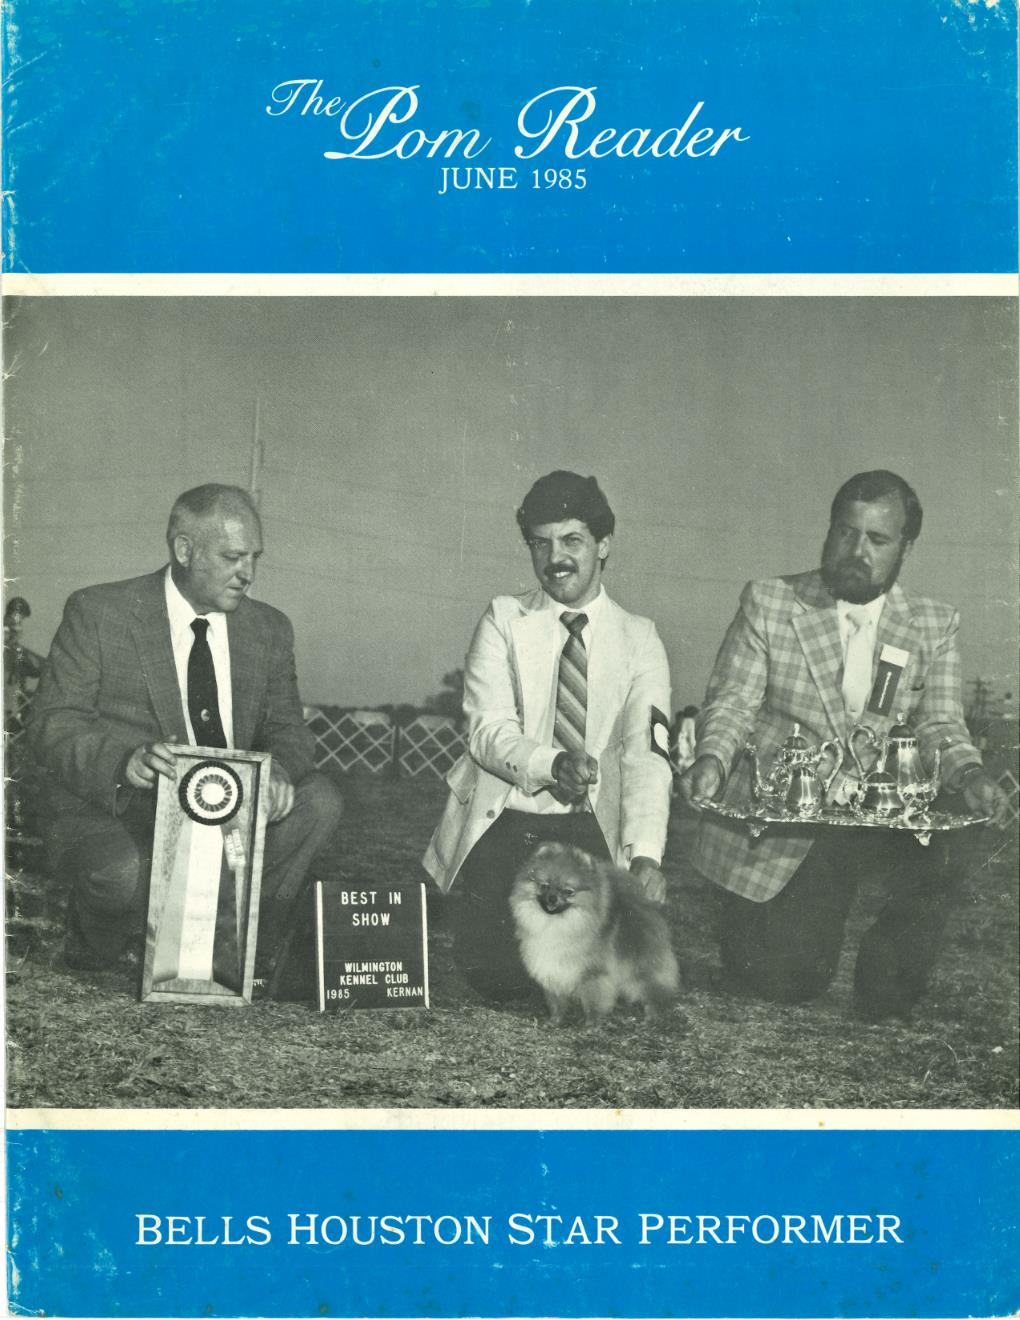 The Pom Reader
JUNE 1985
BEST IN
SHOW
WILMINGTON
KENNEL CLUB
1985 KERNAN
BELLS HOUSTON STAR PERFORMER